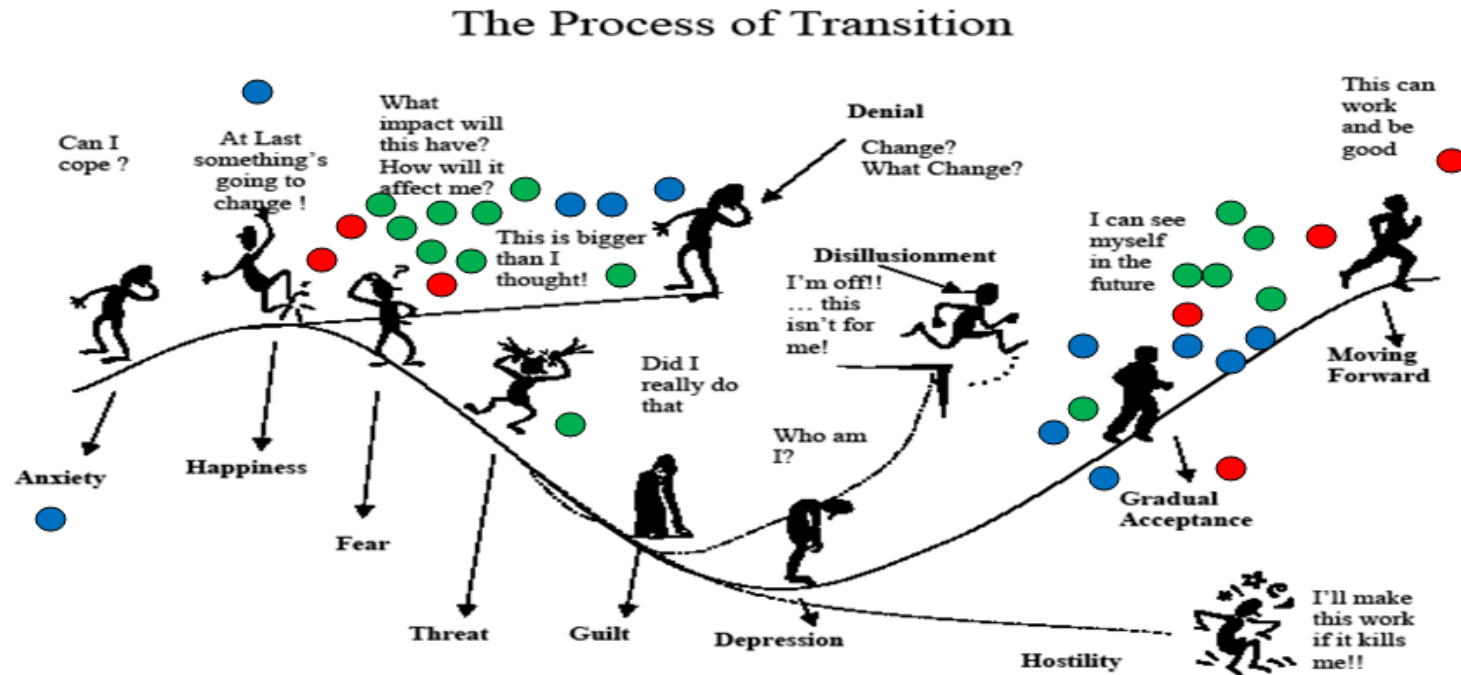 The Process of Transition
Can I
cope ?
At Last
something's
going to
change !
What
impact will
this have?
How will it
affect me?
This is bigger
than I
thought!
Denial
Change?
What Change?
This can
work
and be
good
I can see
myself
in the
future
Disillusionment
I'm off!!
… this
isn't for
me!
Did I
really do
that
Who am
I?
Moving
Forward
Anxiety
Happiness
Fear
Threat
Guilt
Depression
Gradual
Acceptance
Hostility
I'll make
this work
if it kills
me!!
?